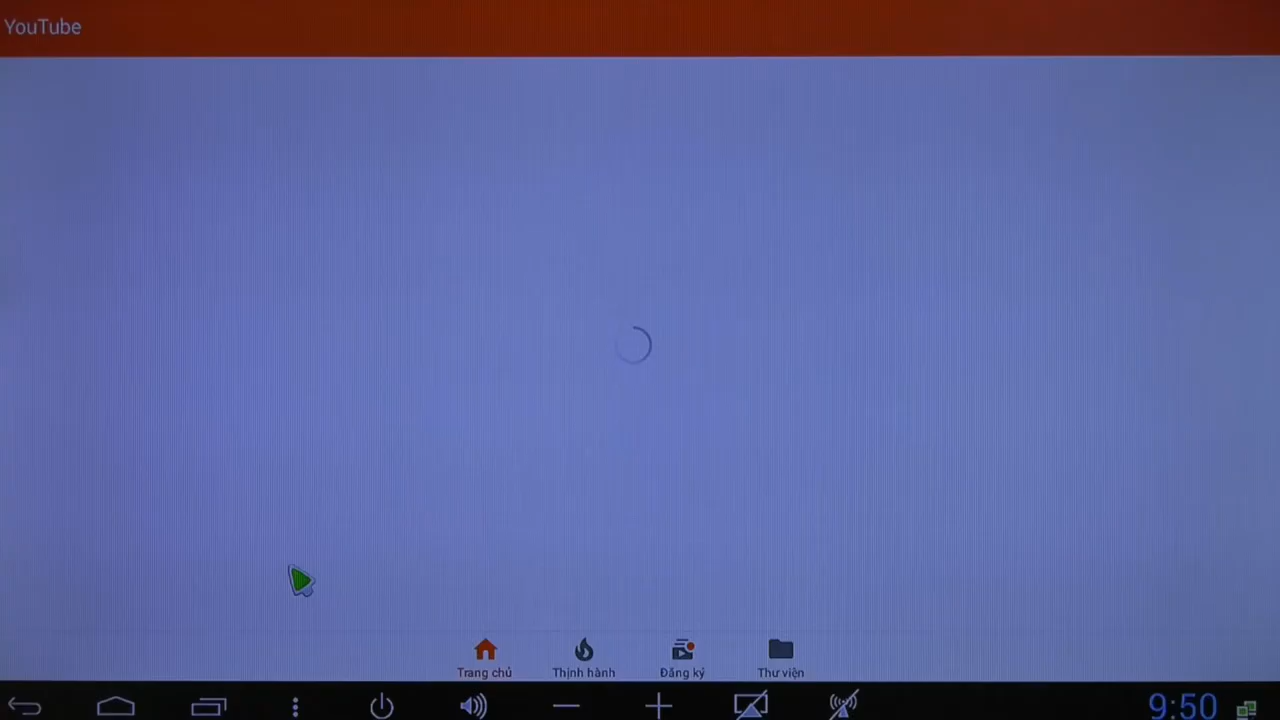 YouTube
Trang chủ
Thịnh hành
Đăng ký
Thư viện
9:50